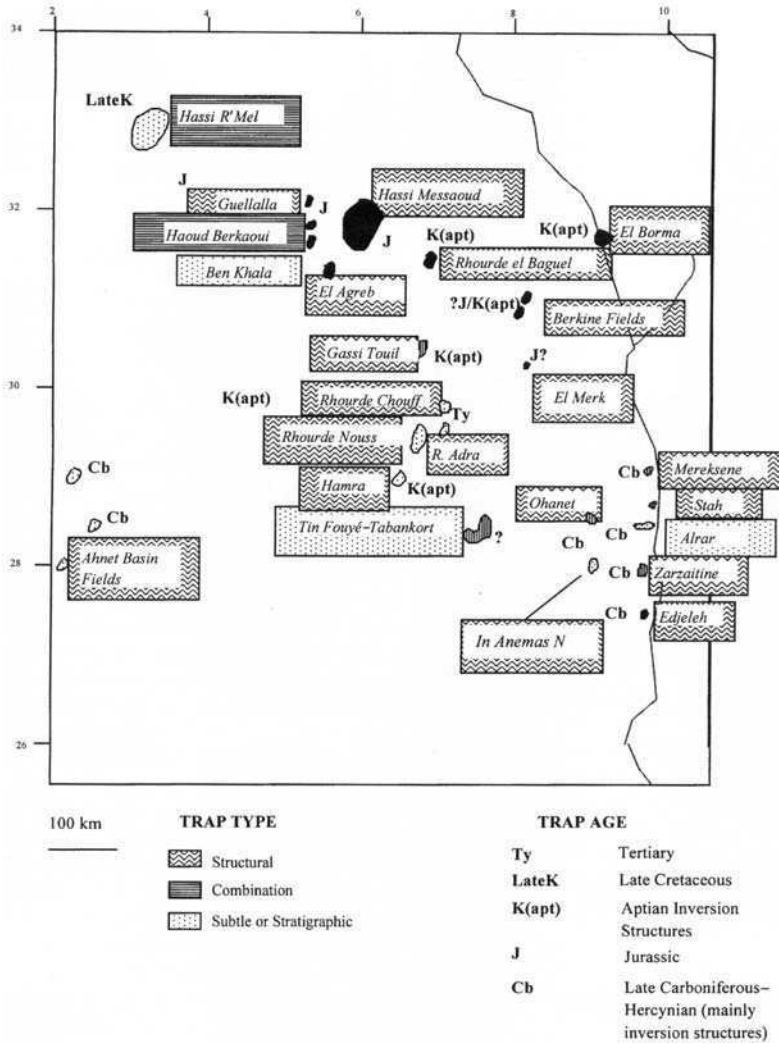 2 4 6 8 10
34
LateK
Hassi R'Mel
J
Guellalla
J
Hassi Messaoud
32
Haoud Berkaoui
J
K(apt)
K(apt)
El Borma
Ben Khala
Rhourde el Baguel
El Agreb
?J/K(apt)
Berkine Fields
Gassi Touil
K(apt)
J?
30
K(apt)
Rhourde Chouff
Ty
El Merk
Rhourde Nouss
R. Adra
Cb
Hamra
K(apt)
Ohanet
Cb
Mereksene
Stah
Cb
Tin Fouyé-Tabankort
?
Cb
Cb
Alrar
28
Ahnet Basin
Fields
Cb
Zarzaitine
In Anemas N
Cb
Edjeleh
26
100 km
TRAP TYPE
Structural
Combination
Subtle or Stratigraphic
TRAP AGE
Ty Tertiary
LateK Late Cretaceous
K(apt) Aptian Inversion
Structures
J Jurassic
Cb Late Carboniferous–
Hercynian (mainly
inversion structures)